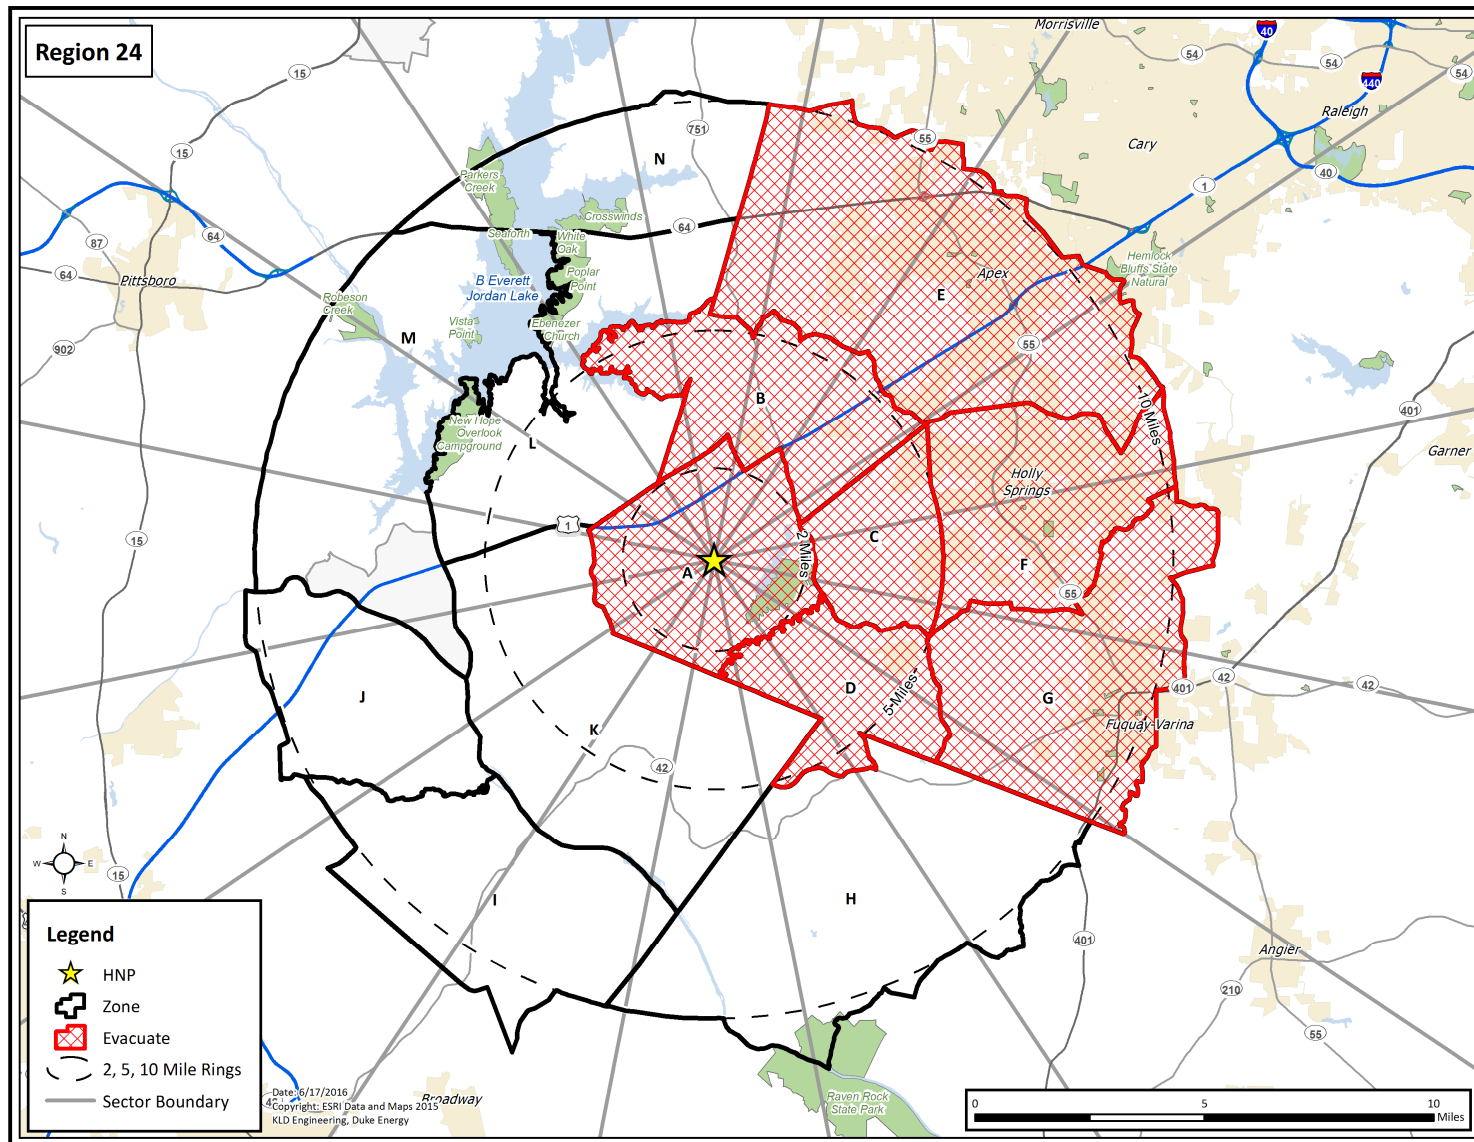 Region 24
Morrisville
40
54
54
54
440
Raleigh
15
751
55
Cary
15
N
40
Parkers
Creek
1
Crosswinds
64
87
64
Seaforth
White
Oak
64
Pittsboro
Poplar
Point
B Everett
Jordan Lake
Apex
Hemlock
Bluffs State
Natural
E
Robeson
Creek
Vista
Point
Ebenezer
Church
M
55
902
B
10 Miles
401
New Hope
Overlook
Campground
L
Garner
Holly
Springs
1
15
C
2 Miles
A
F
55
D
J
5-Miles
G
401
42
42
Fuquay-Varina
K
42
N
W
E
S
15
I
H
401
Angier
210
55
Legend
HNP
Zone
Evacuate
2, 5, 10 Mile Rings
Sector Boundary
Date: 6/17/2016
Copyright: ESRI Data and Maps 2015
KLD Engineering, Duke Energy
Broadway
Raven Rock
State Park
0
5
10
Miles